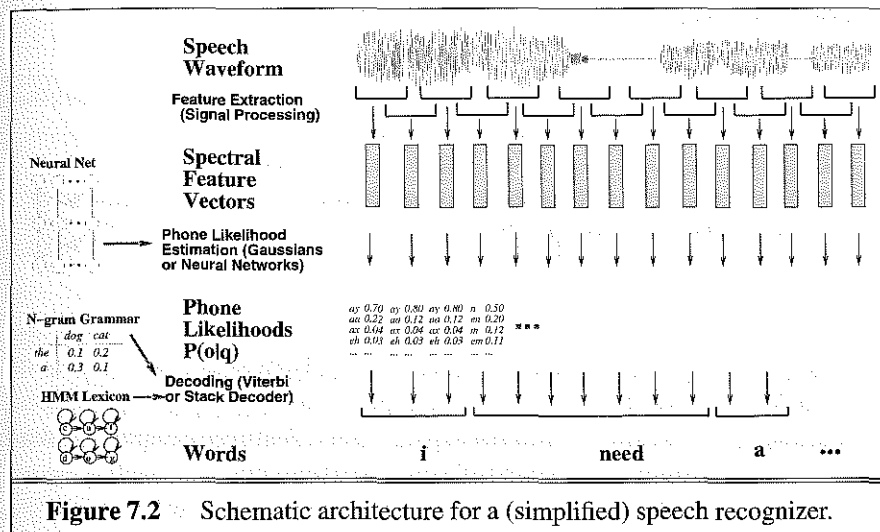 Speech
Waveform
Feature Extraction
(Signal Processing)
Neural Net
Spectral
Feature
Vectors
Phone Likelihood
Estimation (Gaussians
or Neural Networks)
Phone
Likelihoods
P(o|q)
ay 0.70 ay 0.80 ay 0.80 n 0.50
aa 0.22 aa 0.12 aa 0.12 en 0.20
ax 0.04 ax 0.04 ax 0.04 m 0.12
eh 0.03 eh 0.03 eh 0.03 em 0.11
... ... ... ...
N-gram Grammar
dog cat
the 0.1 0.2
a 0.3 0.1
Decoding (Viterbi
or Stack Decoder)
HMM Lexicon
c a t
d o g
Words
i need a ...
Figure 7.2 Schematic architecture for a (simplified) speech recognizer.